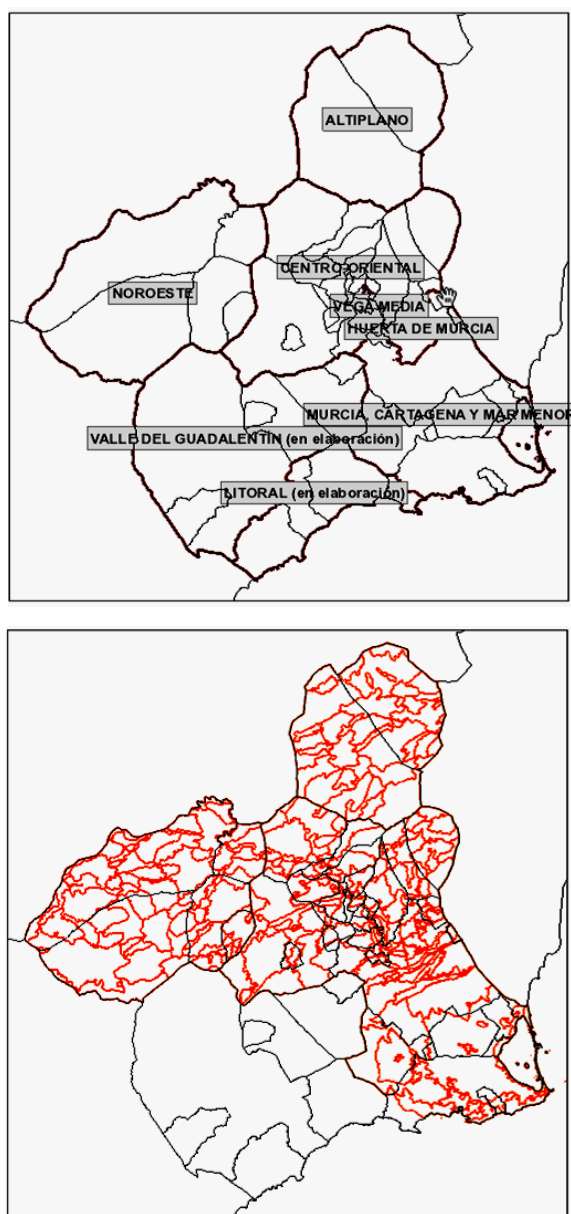 ALTIPLANO
CENTRO ORIENTAL
NOROESTE
VEGA MEDIA
HUERTA DE MURCIA
MURCIA, CARTAGENA Y MAR MENOR
VALLE DEL GUADALENTÍN (en elaboración)
LITORAL (en elaboración)